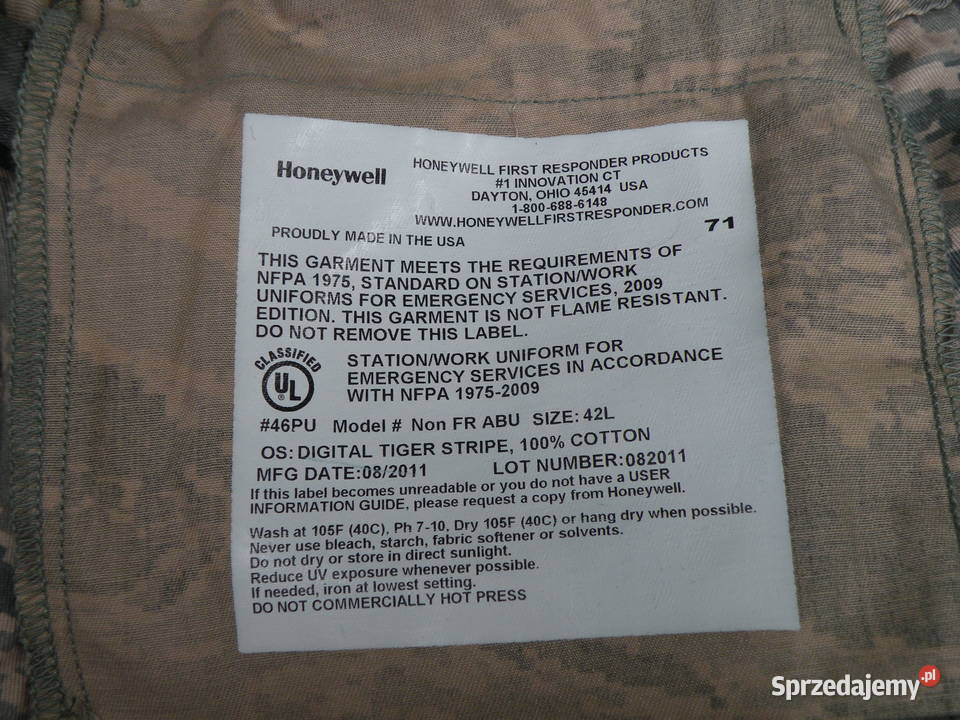 Honeywell
HONEYWELL FIRST RESPONDER PRODUCTS
#1 INNOVATION CT
DAYTON, OHIO 45414 USA
1-800-688-6148
WWW.HONEYWELLFIRSTRESPONDER.COM
PROUDLY MADE IN THE USA
71
THIS GARMENT MEETS THE REQUIREMENTS OF
NFPA 1975, STANDARD ON STATION/WORK
UNIFORMS FOR EMERGENCY SERVICES, 2009
EDITION. THIS GARMENT IS NOT FLAME RESISTANT.
DO NOT REMOVE THIS LABEL.
CLASSIFIED
UL
®
STATION/WORK UNIFORM FOR
EMERGENCY SERVICES IN ACCORDANCE
WITH NFPA 1975-2009
#46PU Model # Non FR ABU SIZE: 42L
OS: DIGITAL TIGER STRIPE, 100% COTTON
MFG DATE:08/2011 LOT NUMBER:082011
If this label becomes unreadable or you do not have a USER
INFORMATION GUIDE, please request a copy from Honeywell.
Wash at 105F (40C), Ph 7-10, Dry 105F (40C) or hang dry when possible.
Never use bleach, starch, fabric softener or solvents.
Do not dry or store in direct sunlight.
Reduce UV exposure whenever possible.
If needed, iron at lowest setting.
DO NOT COMMERCIALLY HOT PRESS
Sprzedajemy.pl